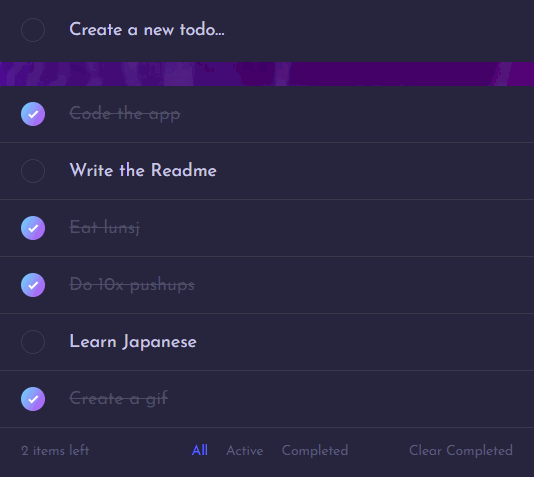 Create a new todo...
Code the app
Write the Readme
Eat lunsj
Do 10x pushups
Learn Japanese
Create a gif
2 items left All Active Completed Clear Completed